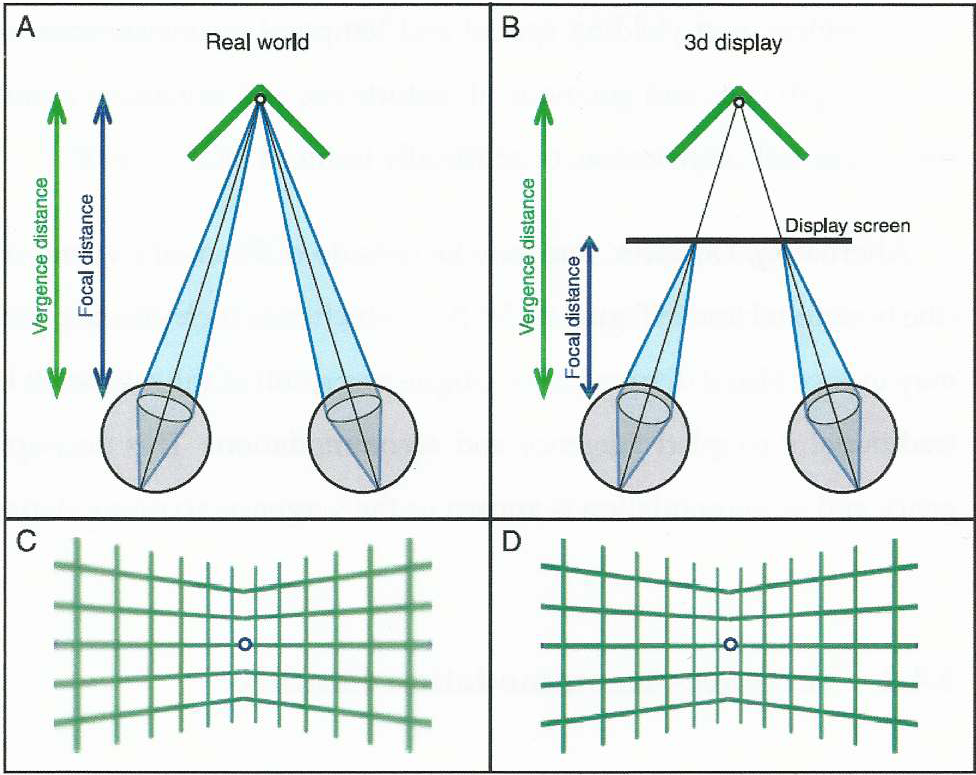 A
Real world
Vergence distance
Focal distance
B
3d display
Display screen
Vergence distance
Focal distance
C
D